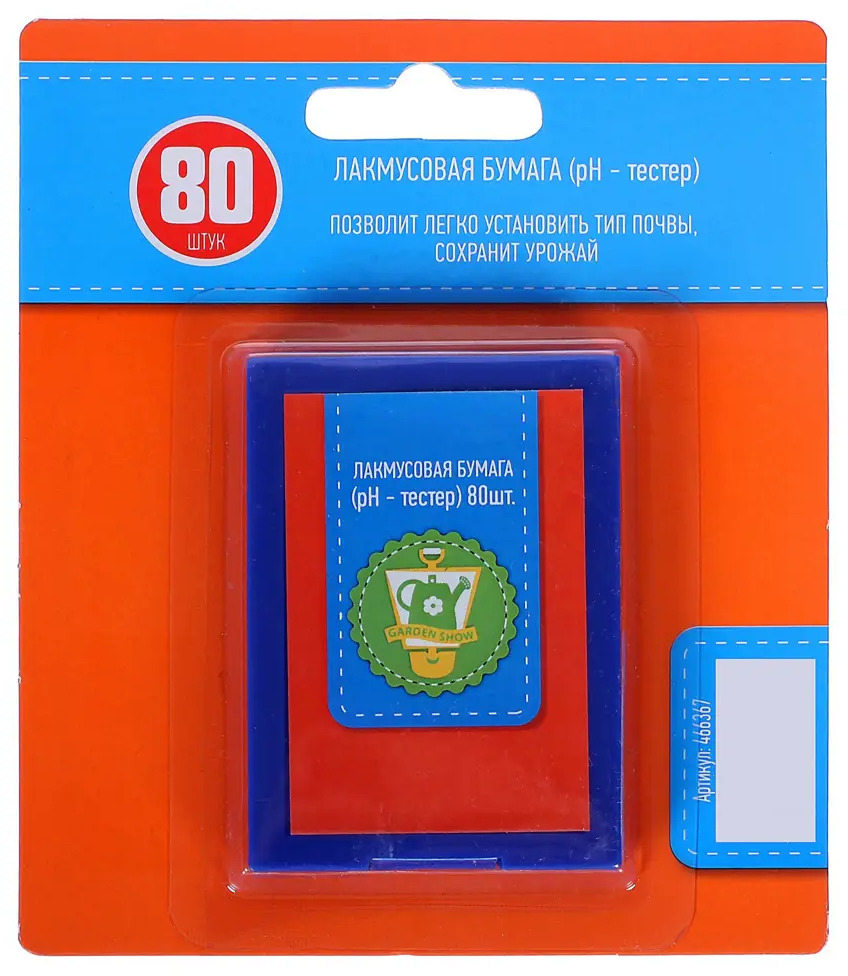 80
ШТУК
ЛАКМУСОВАЯ БУМАГА (pH - тестер)
ПОЗВОЛИТ ЛЕГКО УСТАНОВИТЬ ТИП ПОЧВЫ,
СОХРАНИТ УРОЖАЙ
ЛАКМУСОВАЯ БУМАГА
(pH - тестер) 80шт.
GARDEN SHOW
Артикул: 466367